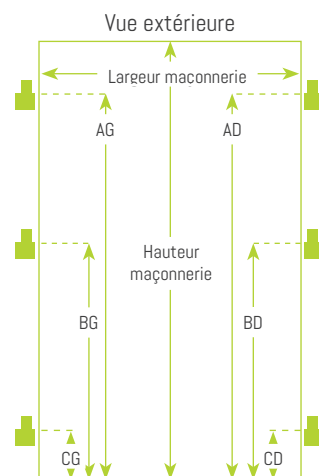 Vue extérieure
Largeur maçonnerie
AG
AD
Hauteur
maçonnerie
BG
BD
CG
CD